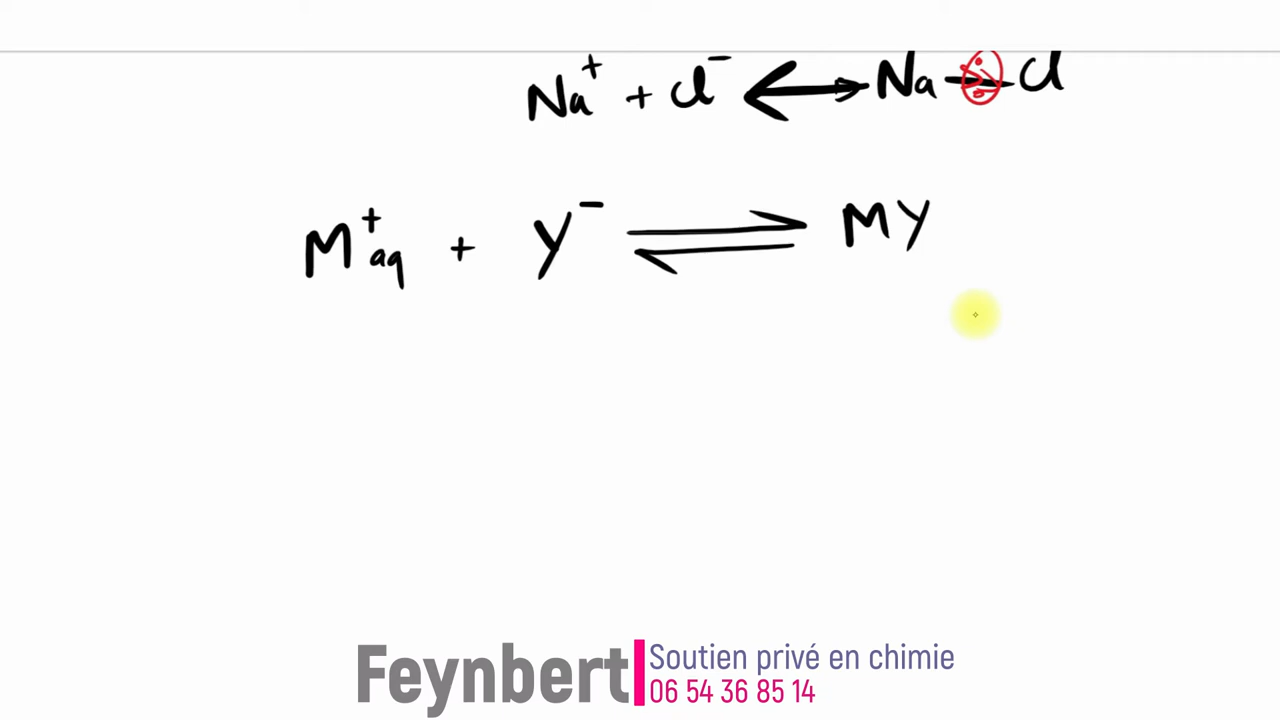 Na⁺ + Cl⁻ ⟷ Na — Cl
M⁺aq + Y⁻ ⇌ MY
Feynbert
Soutien privé en chimie
06 54 36 85 14